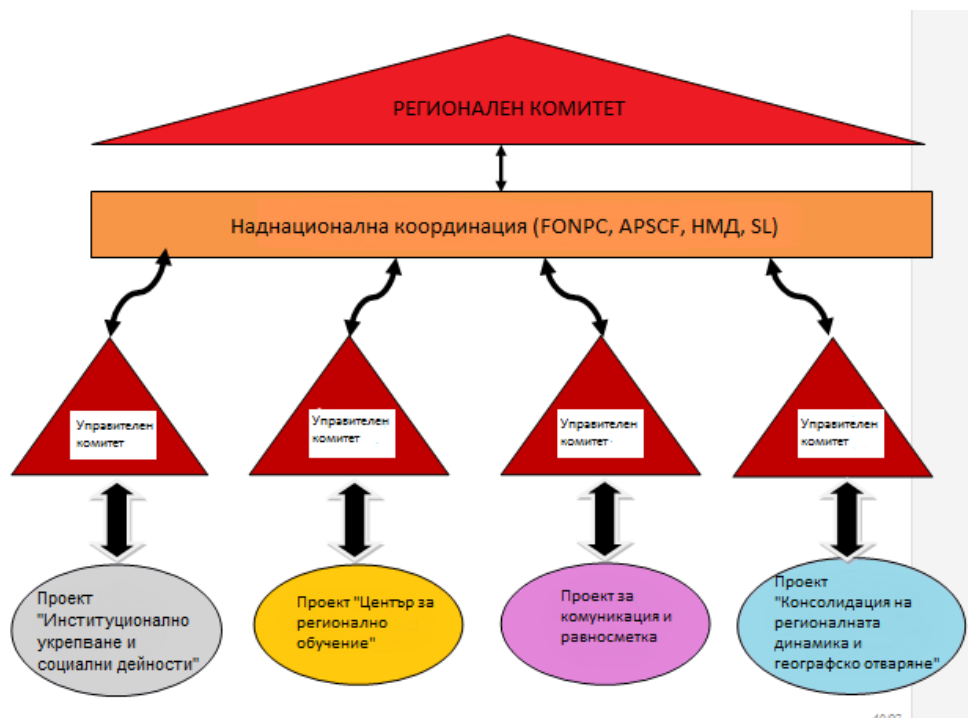 РЕГИОНАЛЕН КОМИТЕТ
Наднационална координация (FONPC, APSCF, НМД, SL)
Управителен
комитет
Управителен
комитет
Управителен
комитет
Управителен
комитет
Проект
"Институционално
укрепване и
социални дейности"
Проект "Център за
регионално
обучение"
Проект за
комуникация и
равносметка
Проект
"Консолидация на
регионалната
динамика и
географско отваряне"